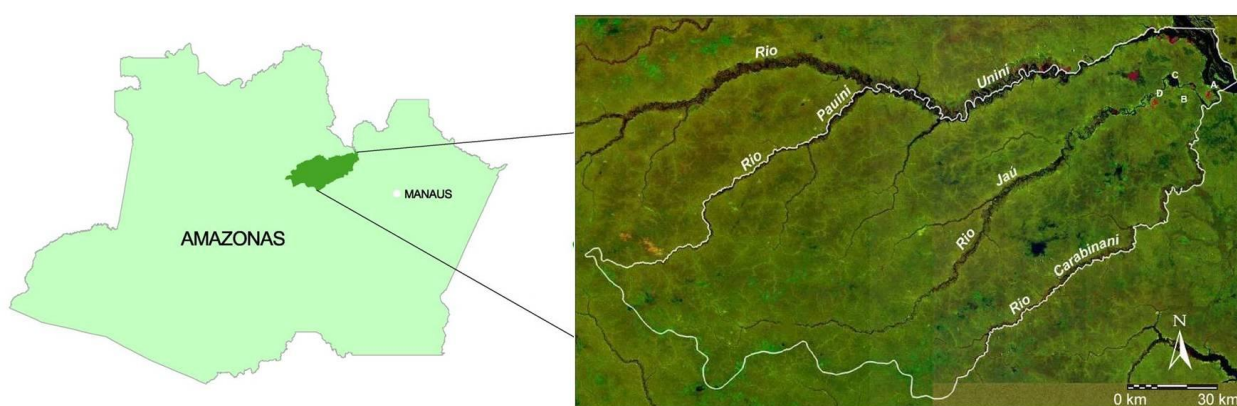 AMAZONAS
MANAUS
Rio
Unini
Rio
Pauini
Rio
Jaú
Rio
Carabinani
A
B
C
D
N
0 km 30 km